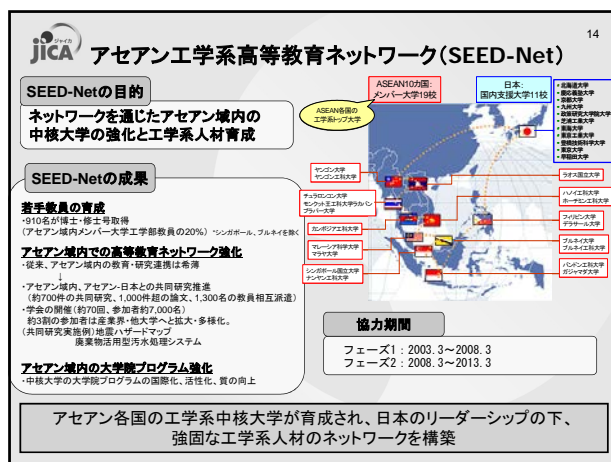 14
ジャイカ
JICA
アセアン工学系高等教育ネットワーク(SEED-Net)
SEED-Netの目的
ネットワークを通じたアセアン域内の
中核大学の強化と工学系人材育成
SEED-Netの成果
若手教員の育成
・910名が博士・修士号取得
(アセアン域内メンバー大学工学部教員の20%) *シンガポール、ブルネイを除く
アセアン域内での高等教育ネットワーク強化
・従来、アセアン域内の教育・研究連携は希薄
↓
・アセアン域内、アセアン-日本との共同研究推進
(約700件の共同研究、1,000件超の論文、1,300名の教員相互派遣)
・学会の開催(約70回、参加者約7,000名)
約3割の参加者は産業界・他大学へと拡大・多様化。
(共同研究実施例)地震ハザードマップ
廃棄物活用型汚水処理システム
アセアン域内の大学院プログラム強化
・中核大学の大学院プログラムの国際化、活性化、質の向上
ASEAN10カ国:
メンバー大学19校
日本:
国内支援大学11校
ASEAN各国の
工学系トップ大学
北海道大学
慶応義塾大学
京都大学
九州大学
政策研究大学院大学
芝浦工業大学
東海大学
東京工業大学
豊橋技術科学大学
東京大学
早稲田大学
ヤンゴン大学
ヤンゴン工科大学
チュラロンコン大学
モンクット王工科大学ラカバン
ブラパー大学
カンボジア工科大学
マレーシア科学大学
マラヤ大学
シンガポール国立大学
ナンヤン工科大学
ラオス国立大学
ハノイ工科大学
ホーチミン工科大学
フィリピン大学
デラサール大学
ブルネイ大学
ブルネイ工科大学
バンドン工科大学
ガジャマダ大学
協力期間
フェーズ1:2003.3~2008.3
フェーズ2:2008.3~2013.3
アセアン各国の工学系中核大学が育成され、日本のリーダーシップの下、
強固な工学系人材のネットワークを構築